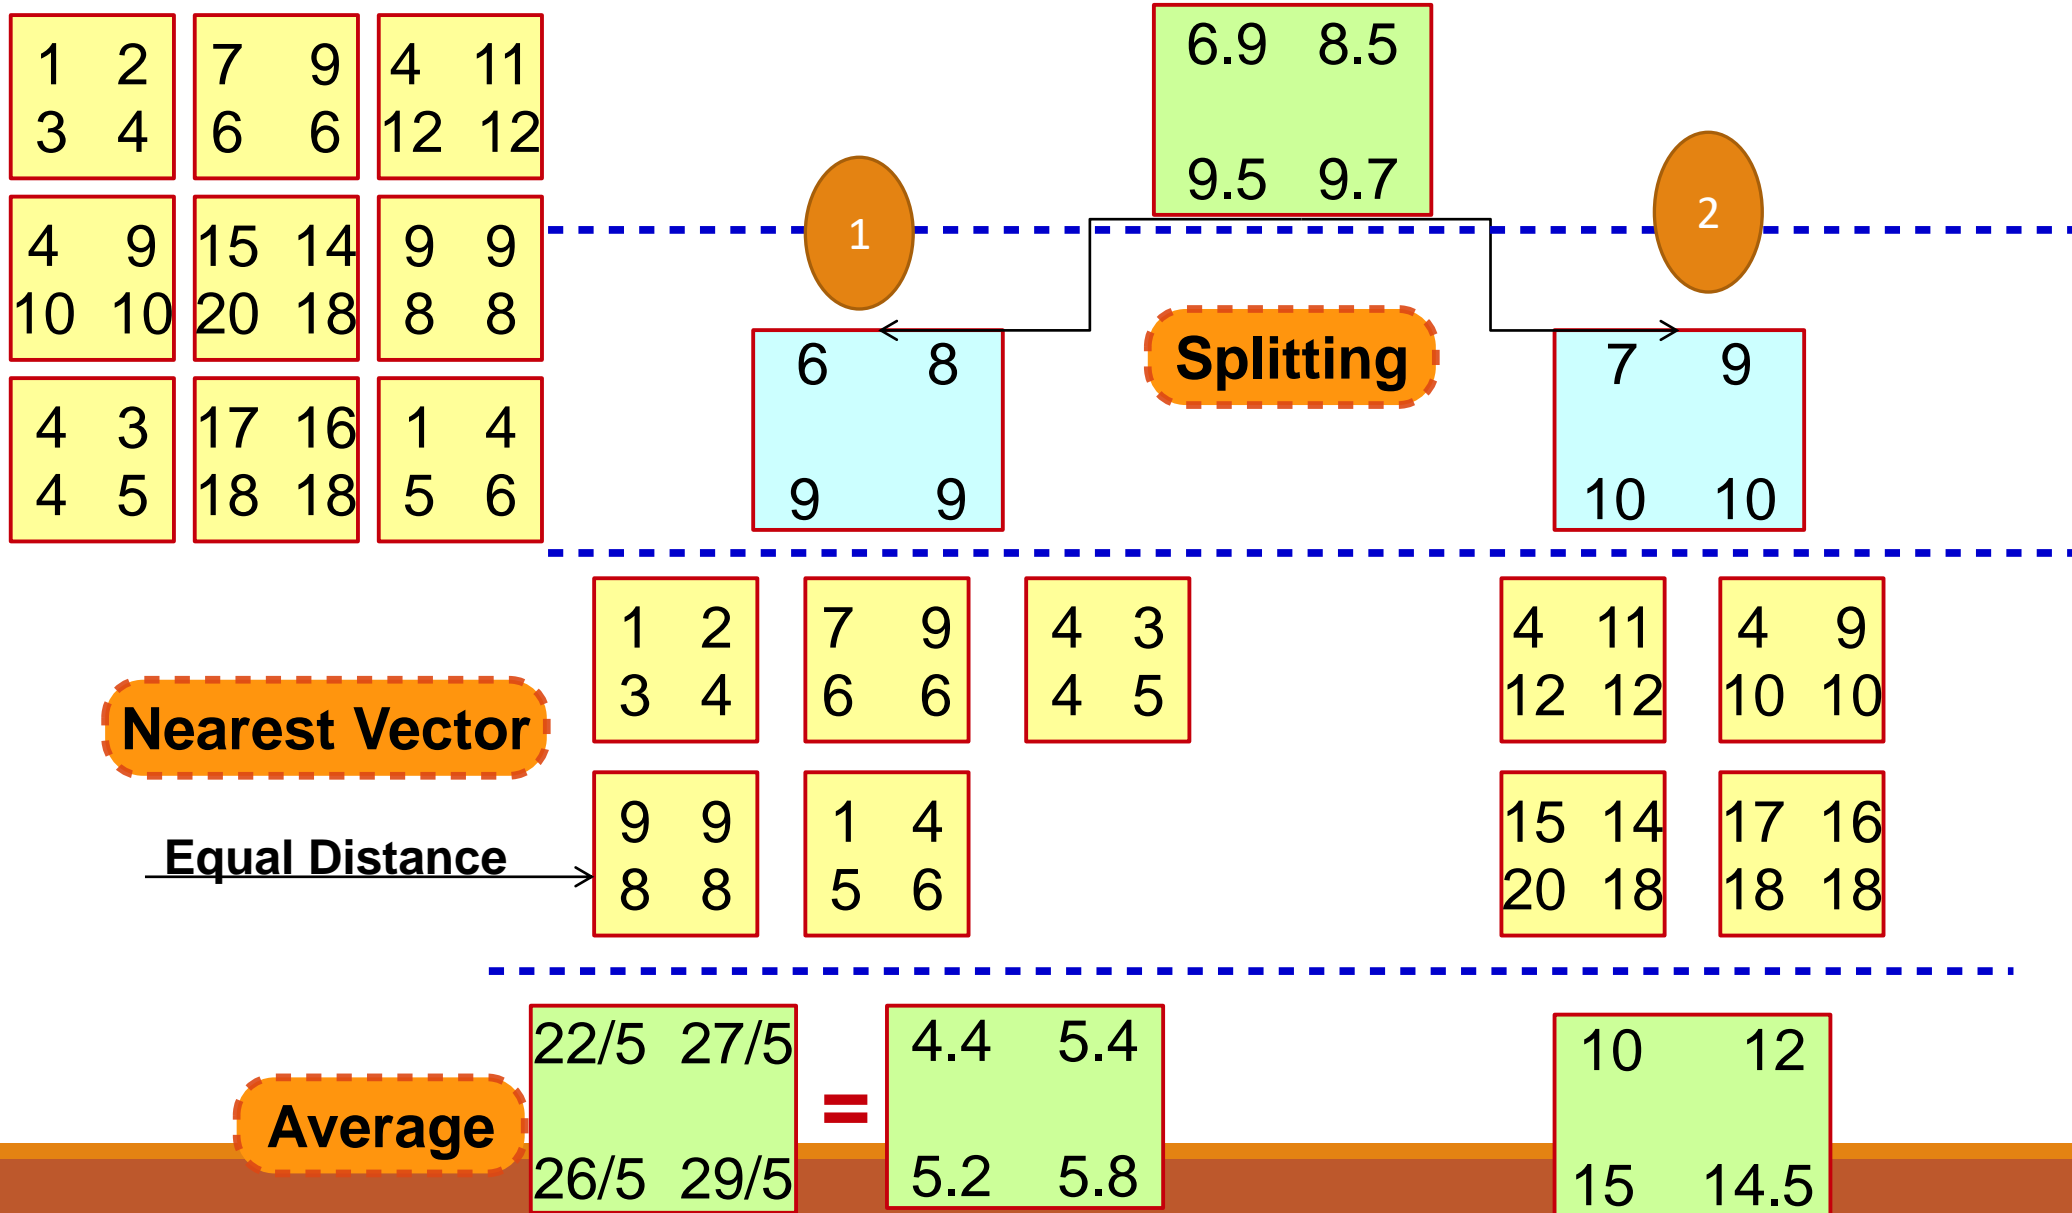 1 2 7 9 4 11
3 4 6 6 12 12
4 9 15 14 9 9
10 10 20 18 8 8
4 3 17 16 1 4
4 5 18 18 5 6
6.9 8.5
9.5 9.7
1
2
Splitting
6 8
9 9
7 9
10 10
Nearest Vector
1 2 7 9 4 3
3 4 6 6 4 5
4 11 4 9
12 12 10 10
Equal Distance
9 9 1 4
8 8 5 6
15 14 17 16
20 18 18 18
Average
22/5 27/5 = 4.4 5.4
26/5 29/5 5.2 5.8
10 12
15 14.5